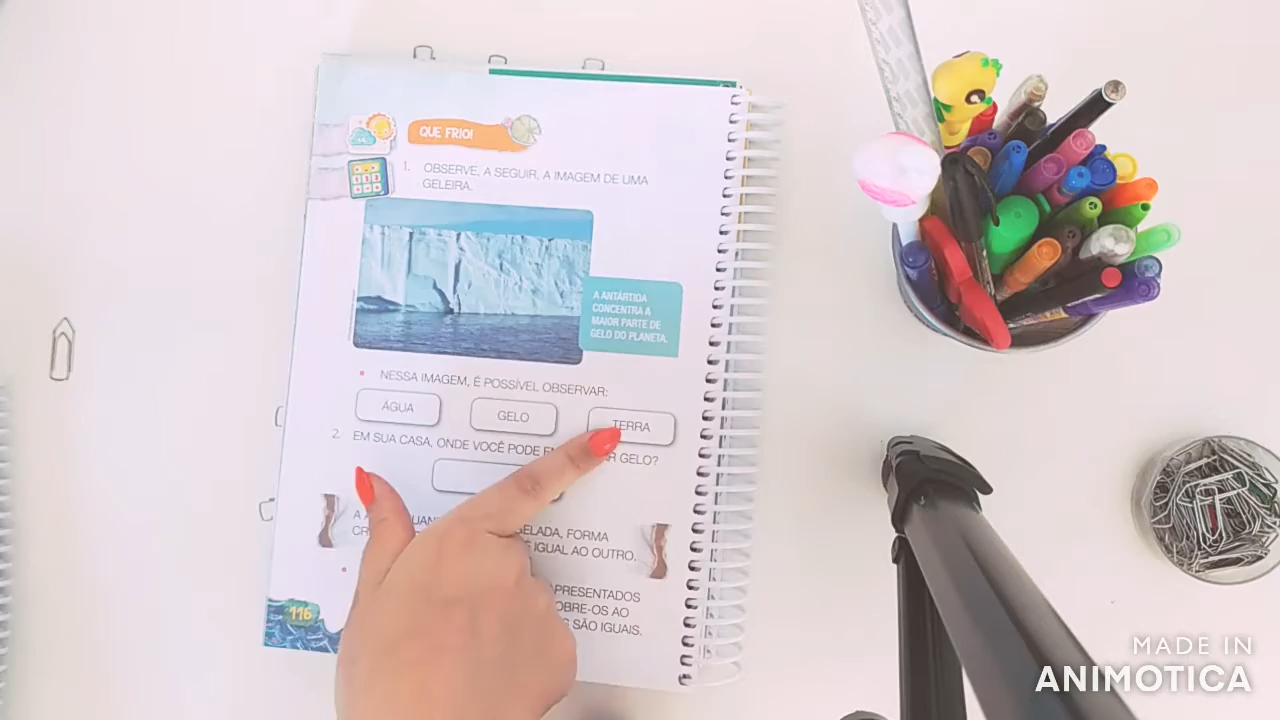 QUE FRIO!
1. OBSERVE, A SEGUIR, A IMAGEM DE UMA
GELEIRA.
A ANTÁRTIDA
CONCENTRA A
MAIOR PARTE DE
GELO DO PLANETA.
• NESSA IMAGEM, É POSSÍVEL OBSERVAR:
ÁGUA
GELO
TERRA
2. EM SUA CASA, ONDE VOCÊ PODE GELO?
A GELADA, FORMA
IGUAL AO OUTRO.
APRESENTADOS
AO
SÃO IGUAIS.
116
MADE IN
ANIMOTICA